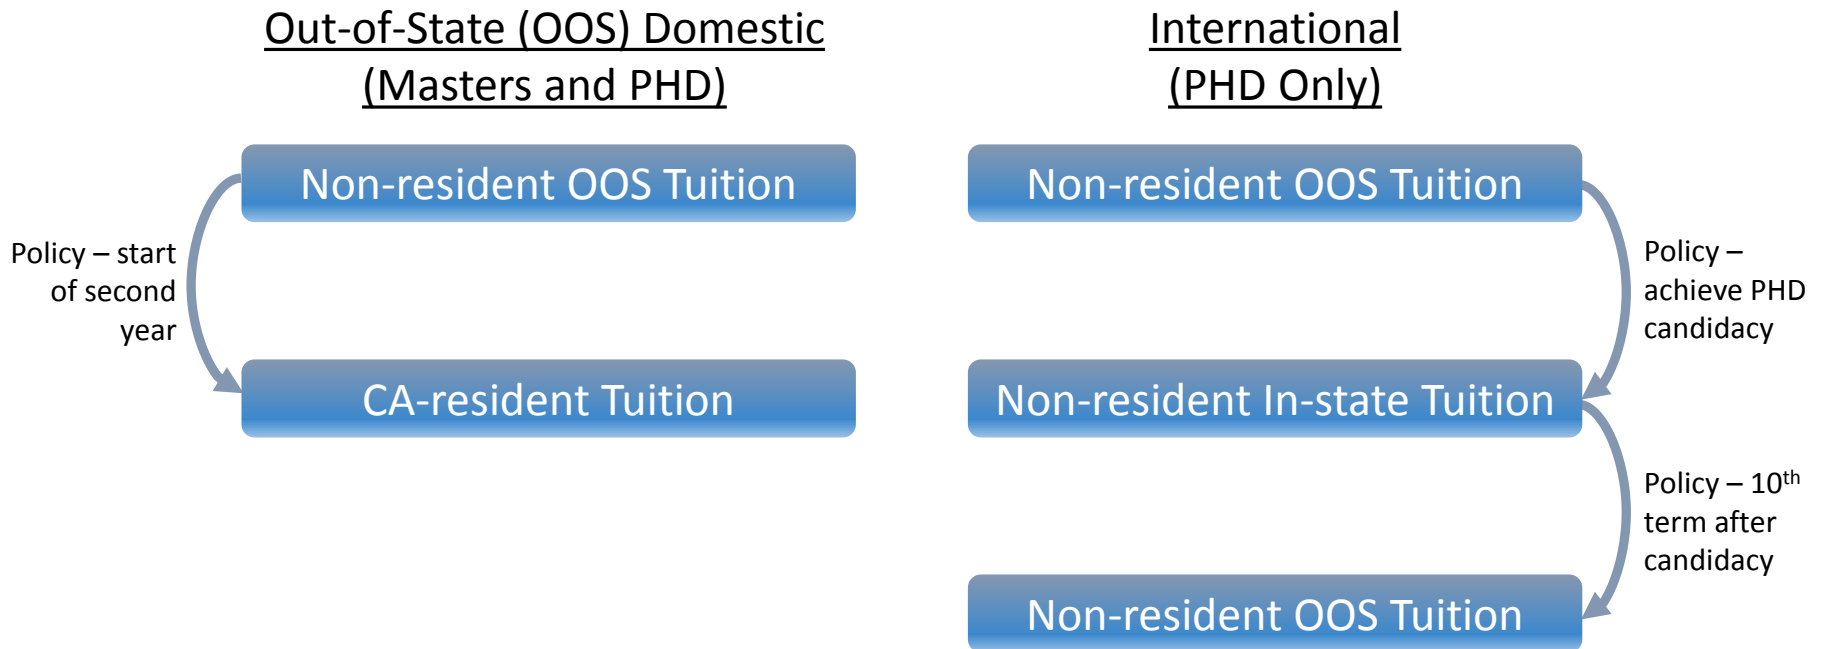 Out-of-State (OOS) Domestic
(Masters and PHD)
Non-resident OOS Tuition
Policy – start
of second
year
CA-resident Tuition
International
(PHD Only)
Non-resident OOS Tuition
Policy –
achieve PHD
candidacy
Non-resident In-state Tuition
Policy – 10th
term after
candidacy
Non-resident OOS Tuition